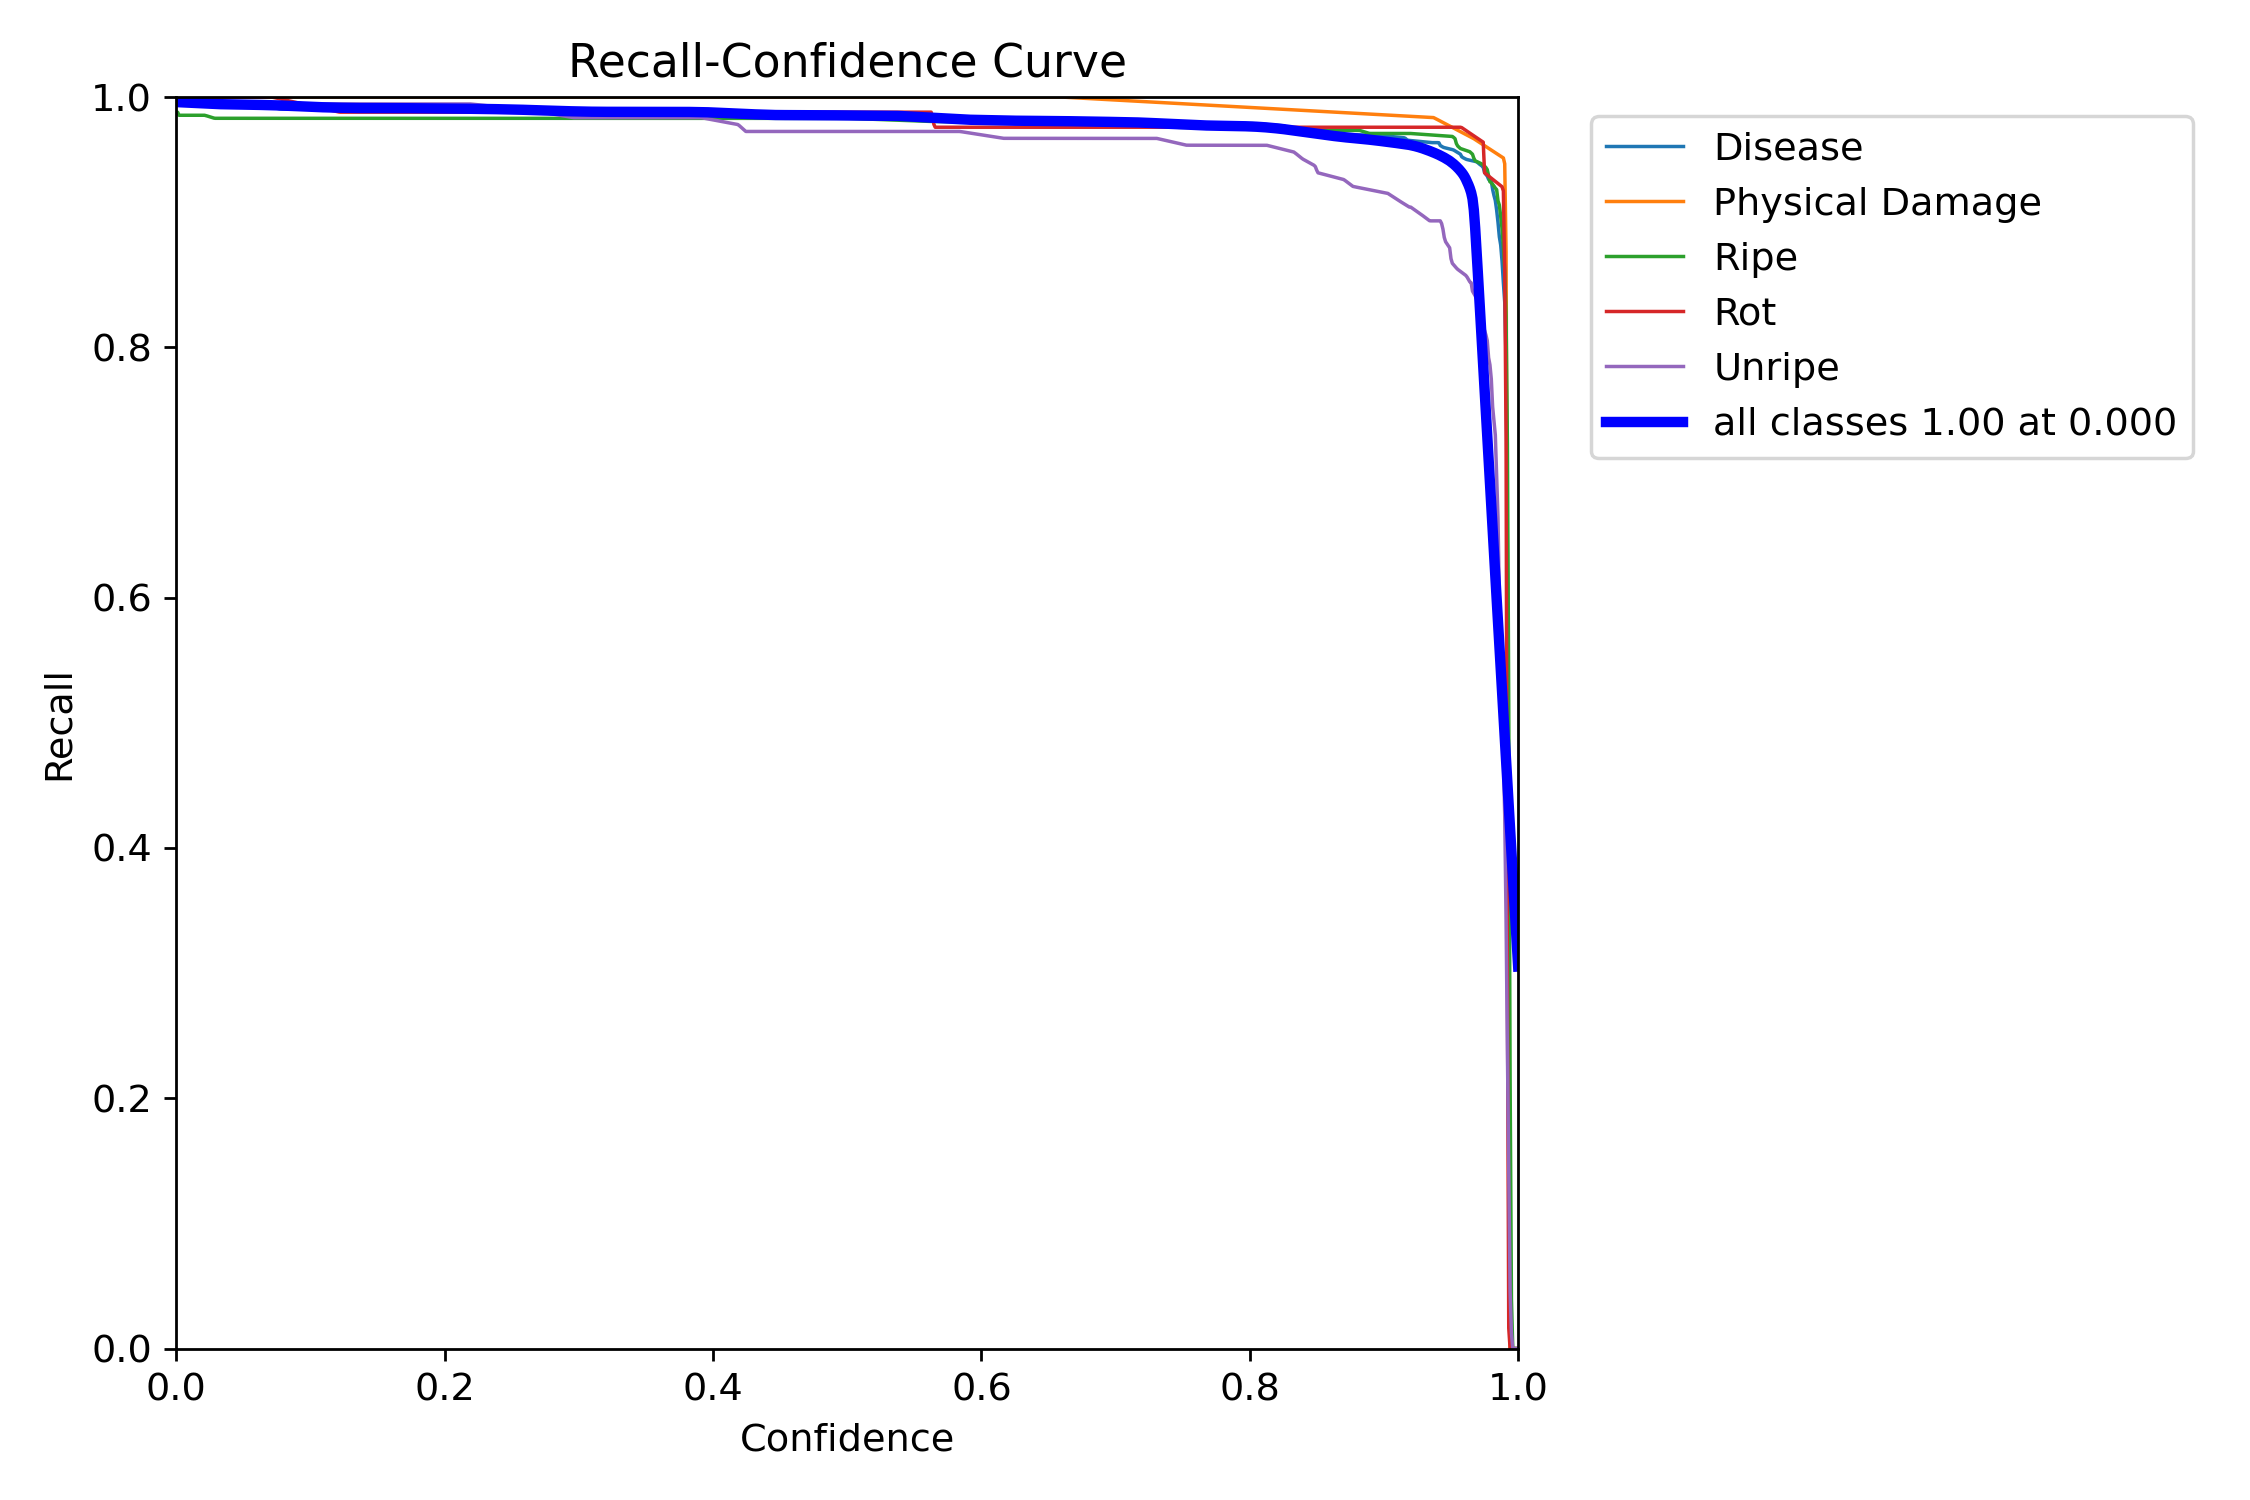 Recall-Confidence Curve
1.0
0.8
0.6
0.4
0.2
0.0
Recall
0.0 0.2 0.4 0.6 0.8 1.0
Confidence
Disease
Physical Damage
Ripe
Rot
Unripe
all classes 1.00 at 0.000